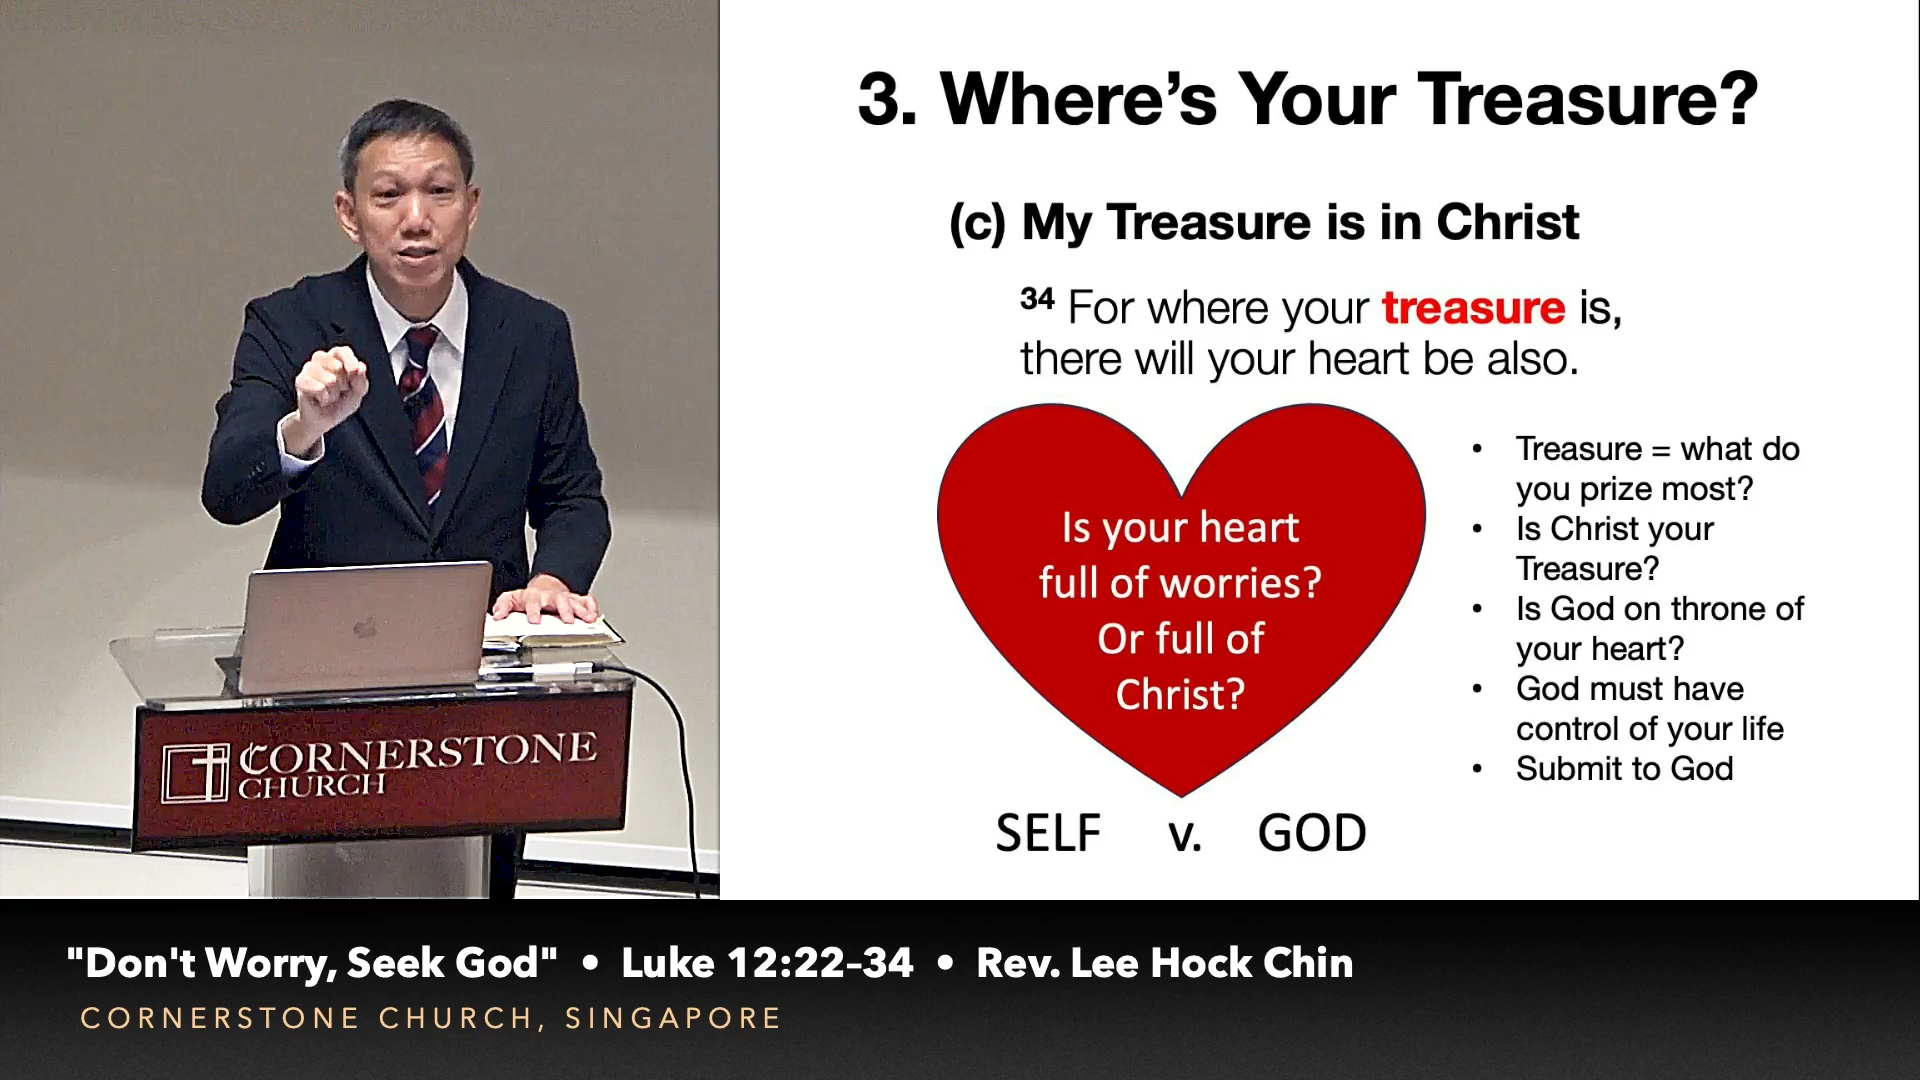 3. Where's Your Treasure?
(c) My Treasure is in Christ
34 For where your treasure is,
there will your heart be also.
Is your heart
full of worries?
Or full of
Christ?
SELF v. GOD
• Treasure = what do
you prize most?
• Is Christ your
Treasure?
• Is God on throne of
your heart?
• God must have
control of your life
• Submit to God
CORNERSTONE
CHURCH
"Don't Worry, Seek God" • Luke 12:22–34 • Rev. Lee Hock Chin
CORNERSTONE CHURCH, SINGAPORE